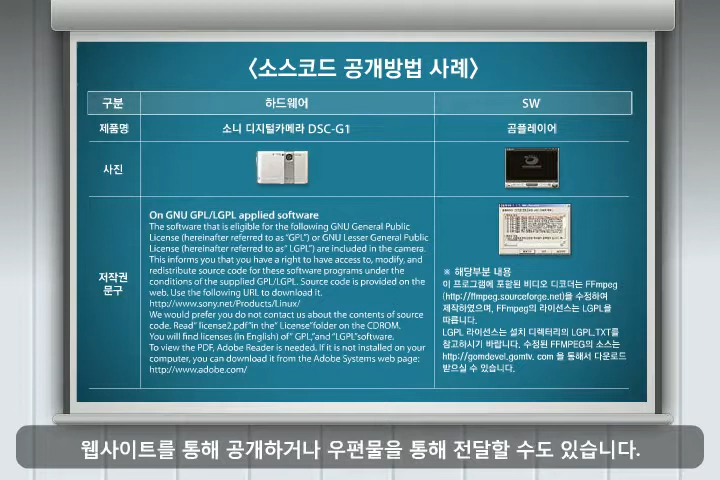 <소스코드 공개방법 사례>
구분 하드웨어 SW
제품명 소니 디지털카메라 DSC-G1 곰플레이어
사진
저작권
문구
On GNU GPL/LGPL applied software
The software that is eligible for the following GNU General Public
License (hereinafter referred to as "GPL") or GNU Lesser General Public
License (hereinafter referred to as" LGPL") are included in the camera.
This informs you that you have a right to have access to, modify, and
redistribute source code for these software programs under the
conditions of the supplied GPL/LGPL. Source code is provided on the
web. Use the following URL to download it.
http://www.sony.net/Products/Linux/
We would prefer you do not contact us about the contents of source
code. Read" license2.pdf"in the" License"folder on the CDROM.
You will find licenses (in English) of" GPL,"and "LGPL"software.
To view the PDF, Adobe Reader is needed. If it is not installed on your
computer, you can download it from the Adobe Systems web page:
http://www.adobe.com/
※ 해당부분 내용
이 프로그램에 포함된 비디오 디코더는 FFmpeg
(http://ffmpeg.sourceforge.net)을 수정하여
제작하였으며, FFmpeg의 라이센스는 LGPL을
따릅니다.
LGPL 라이선스는 설치 디렉터리의 LGPL.TXT를
참고하시기 바랍니다. 수정된 FFMPEG의 소스는
http://gomdevel.gomtv. com 을 통해서 다운로드
받으실 수 있습니다.
웹사이트를 통해 공개하거나 우편물을 통해 전달할 수도 있습니다.